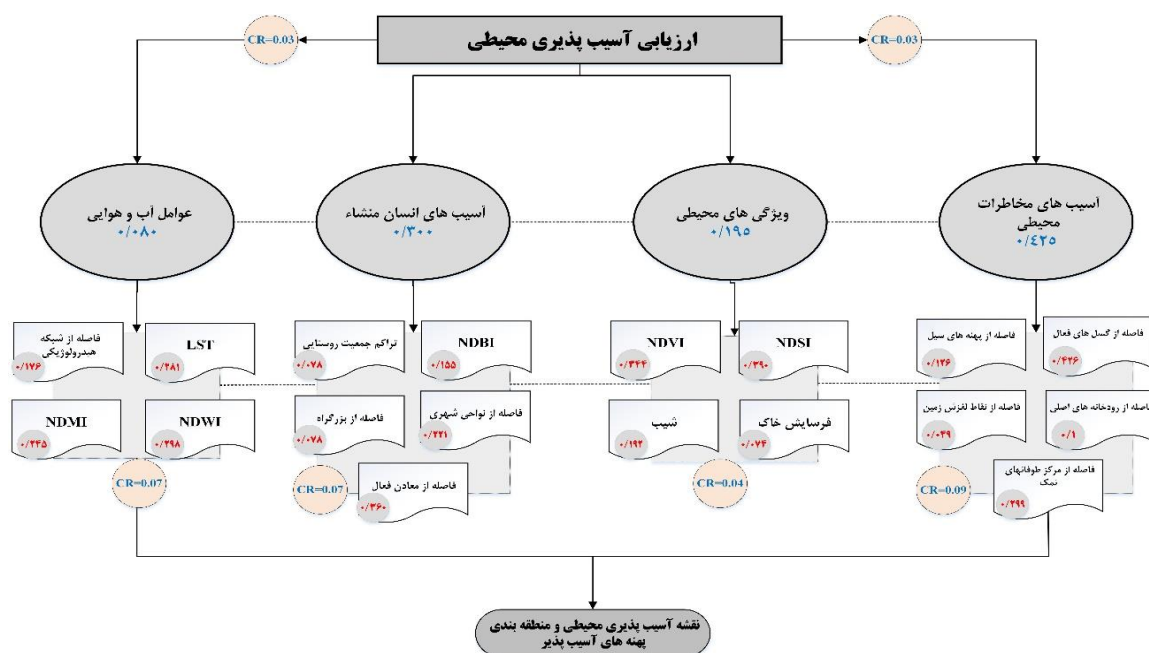 ارزیابی آسیب پذیری محیطی
CR=0.03
CR=0.03
آسیب های مخاطرات
محیطی
۰/٤٢٥
ویژگی های محیطی
۰/۱۹۵
آسیب های انسان منشاء
۰/۳۰۰
عوامل آب و هوایی
۰/۰۸۰
فاصله از گسل های فعال
۰/۴۲۶
فاصله از پهنه های سیل
۰/۱۲۶
فاصله از رودخانه های اصلی
۰/۱
فاصله از نقاط لغزش زمین
۰/۰۴۹
فاصله از مرکز طوفانهای
نمک
۰/۲۹۹
CR=0.09
NDSI
۰/۳۹۰
NDVI
۰/۳۴۴
فرسایش خاک
۰/۰۷۴
شیب
۰/۱۹۲
CR=0.04
NDBI
۰/۱۵۵
تراکم جمعیت روستایی
۰/۰۷۸
فاصله از نواحی شهری
۰/۲۲۱
فاصله از بزرگراه
۰/۰۷۸
فاصله از معادن فعال
۰/۳۶۰
CR=0.07
LST
۰/۲۸۱
فاصله از شبکه
هیدرولوژیکی
۰/۱۷۶
NDWI
۰/۲۹۸
NDMI
۰/۲۴۵
CR=0.07
نقشه آسیب پذیری محیطی و منطقه بندی
پهنه های آسیب پذیر